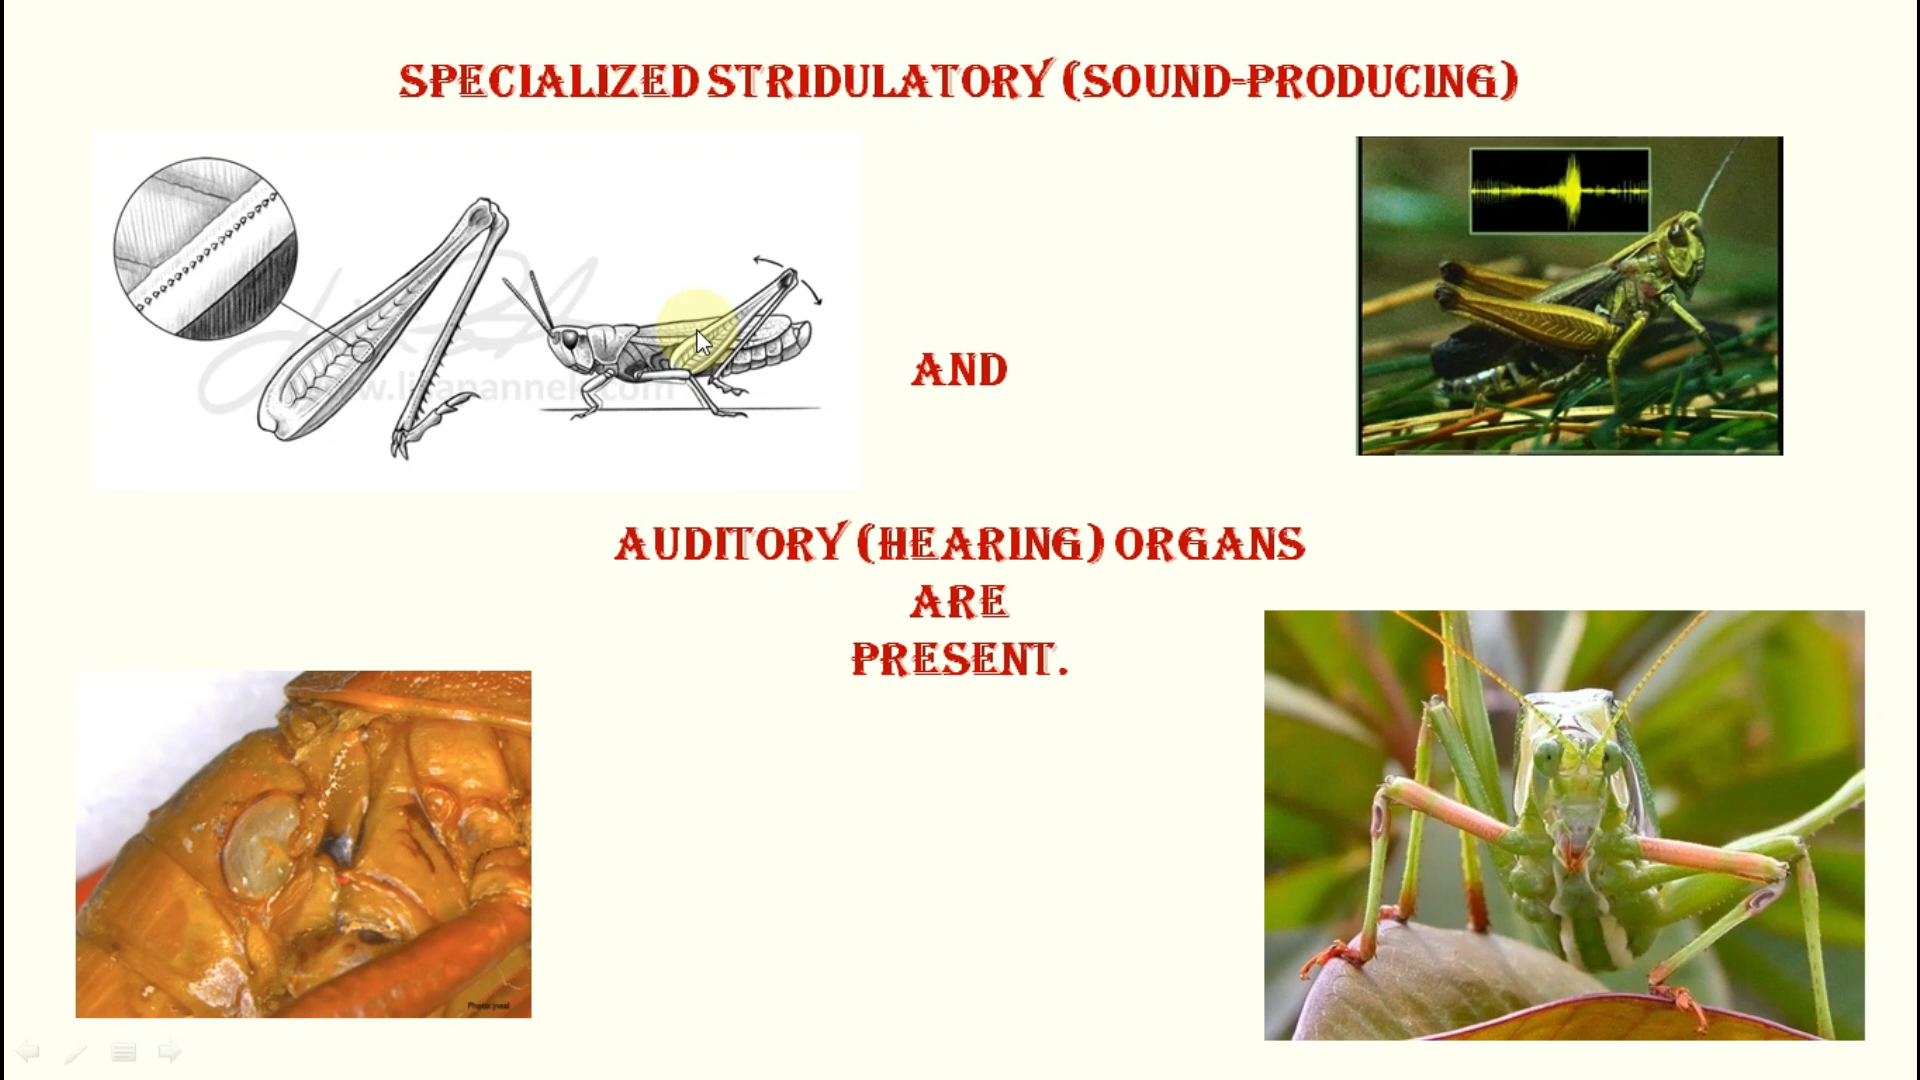 SPECIALIZED STRIDULATORY (SOUND-PRODUCING)
AND
AUDITORY (HEARING) ORGANS
ARE
PRESENT.